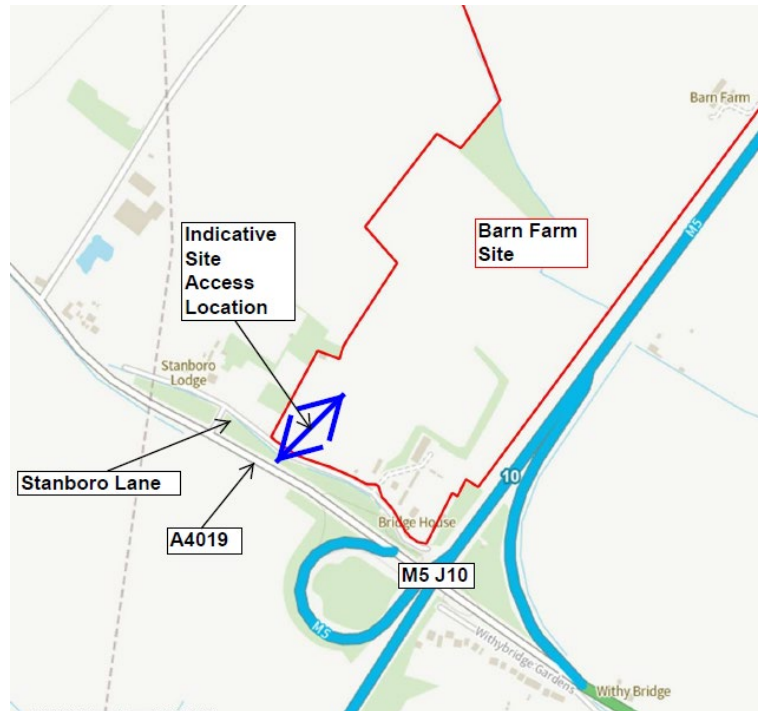 Barn Farm
M5
Indicative
Site
Access
Location
Barn Farm
Site
Stanboro
Lodge
Stanboro Lane
10
A4019
Bridge House
M5 J10
M5
Withybridge Gardens
Withy Bridge